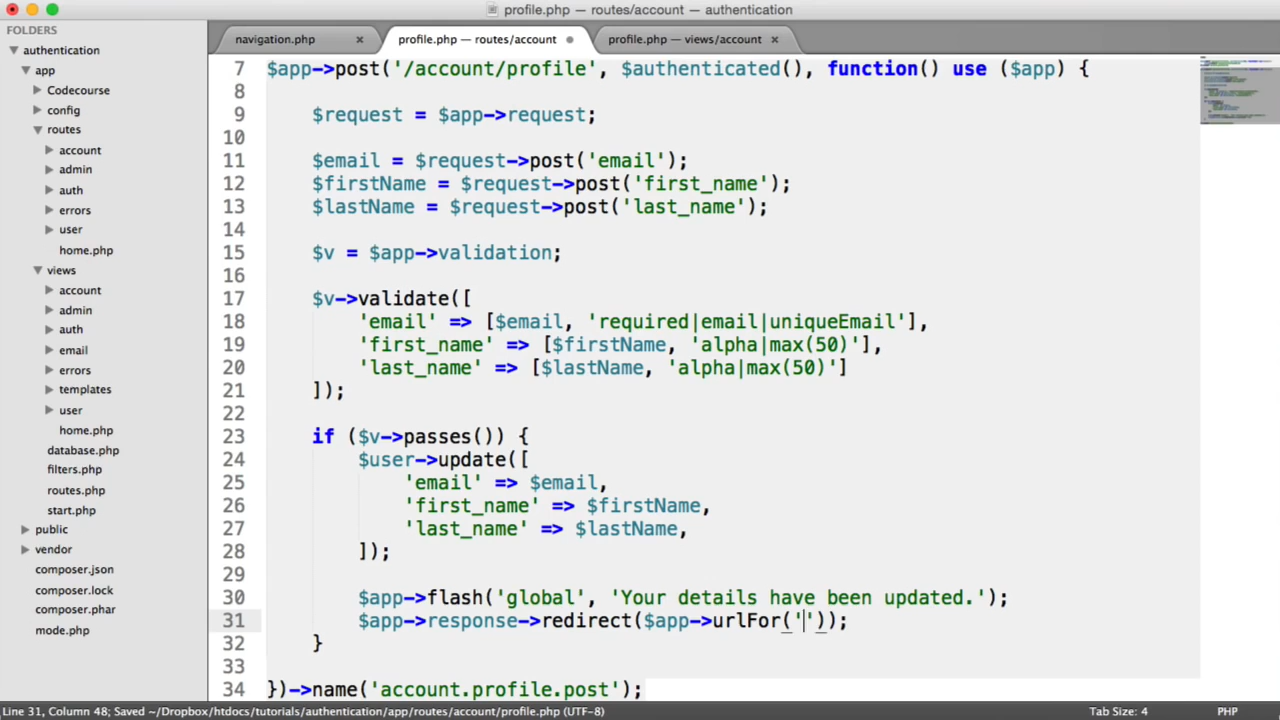 profile.php — routes/account — authentication
FOLDERS
authentication
app
Codecourse
config
routes
account
admin
auth
errors
user
home.php
views
account
admin
auth
email
errors
templates
user
home.php
database.php
filters.php
routes.php
start.php
public
vendor
composer.json
composer.lock
composer.phar
mode.php
navigation.php × profile.php — routes/account profile.php — views/account ×
7 $app->post('/account/profile', $authenticated(), function() use ($app) {
8
9 $request = $app->request;
10
11 $email = $request->post('email');
12 $firstName = $request->post('first_name');
13 $lastName = $request->post('last_name');
14
15 $v = $app->validation;
16
17 $v->validate([
18 'email' => [$email, 'required|email|uniqueEmail'],
19 'first_name' => [$firstName, 'alpha|max(50)'],
20 'last_name' => [$lastName, 'alpha|max(50)']
21 ]);
22
23 if ($v->passes()) {
24 $user->update([
25 'email' => $email,
26 'first_name' => $firstName,
27 'last_name' => $lastName,
28 ]);
29
30 $app->flash('global', 'Your details have been updated.');
31 $app->response->redirect($app->urlFor(''));
32 }
33
34 })->name('account.profile.post');
Line 31, Column 48; Saved ~/Dropbox/htdocs/tutorials/authentication/app/routes/account/profile.php (UTF-8) Tab Size: 4 PHP